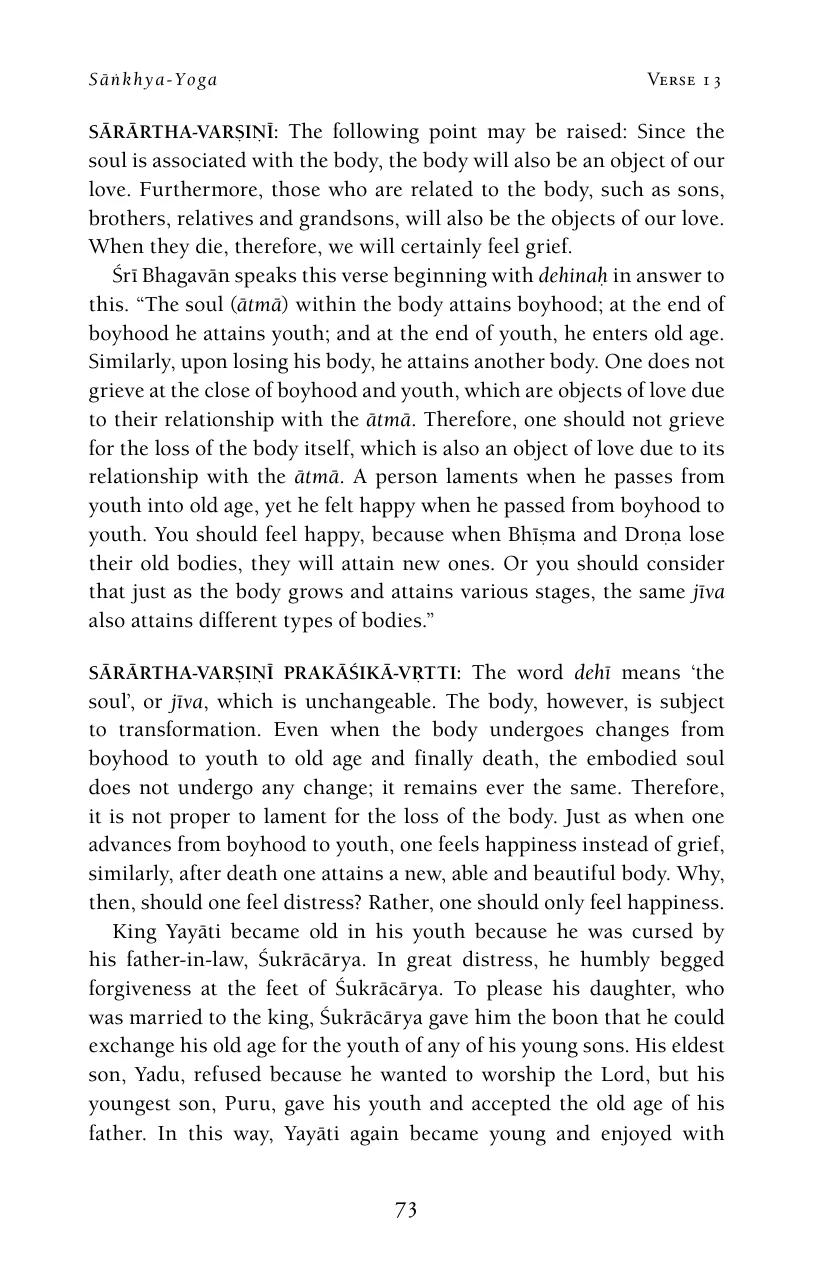 Sāṅkhya-Yoga Verse 13
SĀRĀRTHA-VARṢIṆĪ: The following point may be raised: Since the
soul is associated with the body, the body will also be an object of our
love. Furthermore, those who are related to the body, such as sons,
brothers, relatives and grandsons, will also be the objects of our love.
When they die, therefore, we will certainly feel grief.
Śrī Bhagavān speaks this verse beginning with dehinaḥ in answer to
this. “The soul (ātmā) within the body attains boyhood; at the end of
boyhood he attains youth; and at the end of youth, he enters old age.
Similarly, upon losing his body, he attains another body. One does not
grieve at the close of boyhood and youth, which are objects of love due
to their relationship with the ātmā. Therefore, one should not grieve
for the loss of the body itself, which is also an object of love due to its
relationship with the ātmā. A person laments when he passes from
youth into old age, yet he felt happy when he passed from boyhood to
youth. You should feel happy, because when Bhīṣma and Droṇa lose
their old bodies, they will attain new ones. Or you should consider
that just as the body grows and attains various stages, the same jīva
also attains different types of bodies.”
SĀRĀRTHA-VARṢIṆĪ PRAKĀŚIKĀ-VṚTTI: The word dehī means ‘the
soul’, or jīva, which is unchangeable. The body, however, is subject
to transformation. Even when the body undergoes changes from
boyhood to youth to old age and finally death, the embodied soul
does not undergo any change; it remains ever the same. Therefore,
it is not proper to lament for the loss of the body. Just as when one
advances from boyhood to youth, one feels happiness instead of grief,
similarly, after death one attains a new, able and beautiful body. Why,
then, should one feel distress? Rather, one should only feel happiness.
King Yayāti became old in his youth because he was cursed by
his father-in-law, Śukrācārya. In great distress, he humbly begged
forgiveness at the feet of Śukrācārya. To please his daughter, who
was married to the king, Śukrācārya gave him the boon that he could
exchange his old age for the youth of any of his young sons. His eldest
son, Yadu, refused because he wanted to worship the Lord, but his
youngest son, Puru, gave his youth and accepted the old age of his
father. In this way, Yayāti again became young and enjoyed with
73